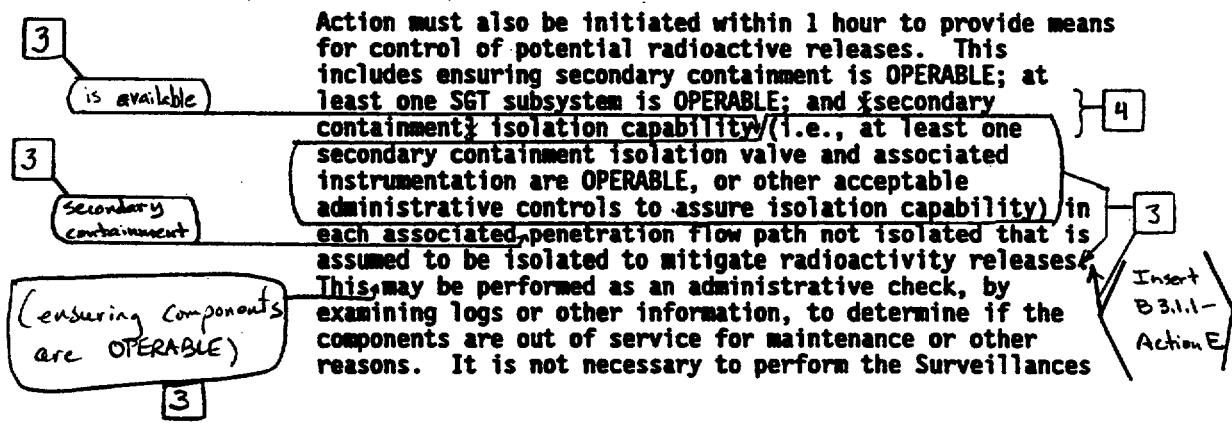 Action must also be initiated within 1 hour to provide means
for control of potential radioactive releases. This
includes ensuring secondary containment is OPERABLE; at
least one SGT subsystem is OPERABLE; and {secondary
containment} isolation capability (i.e., at least one
secondary containment isolation valve and associated
instrumentation are OPERABLE, or other acceptable
administrative controls to assure isolation capability) in
each associated penetration flow path not isolated that is
assumed to be isolated to mitigate radioactivity releases.
This may be performed as an administrative check, by
examining logs or other information, to determine if the
components are out of service for maintenance or other
reasons. It is not necessary to perform the Surveillances
3
is available
3
secondary
containment
(ensuring components
are OPERABLE)
3
4
3
Insert
B 3.1.1-
Action E